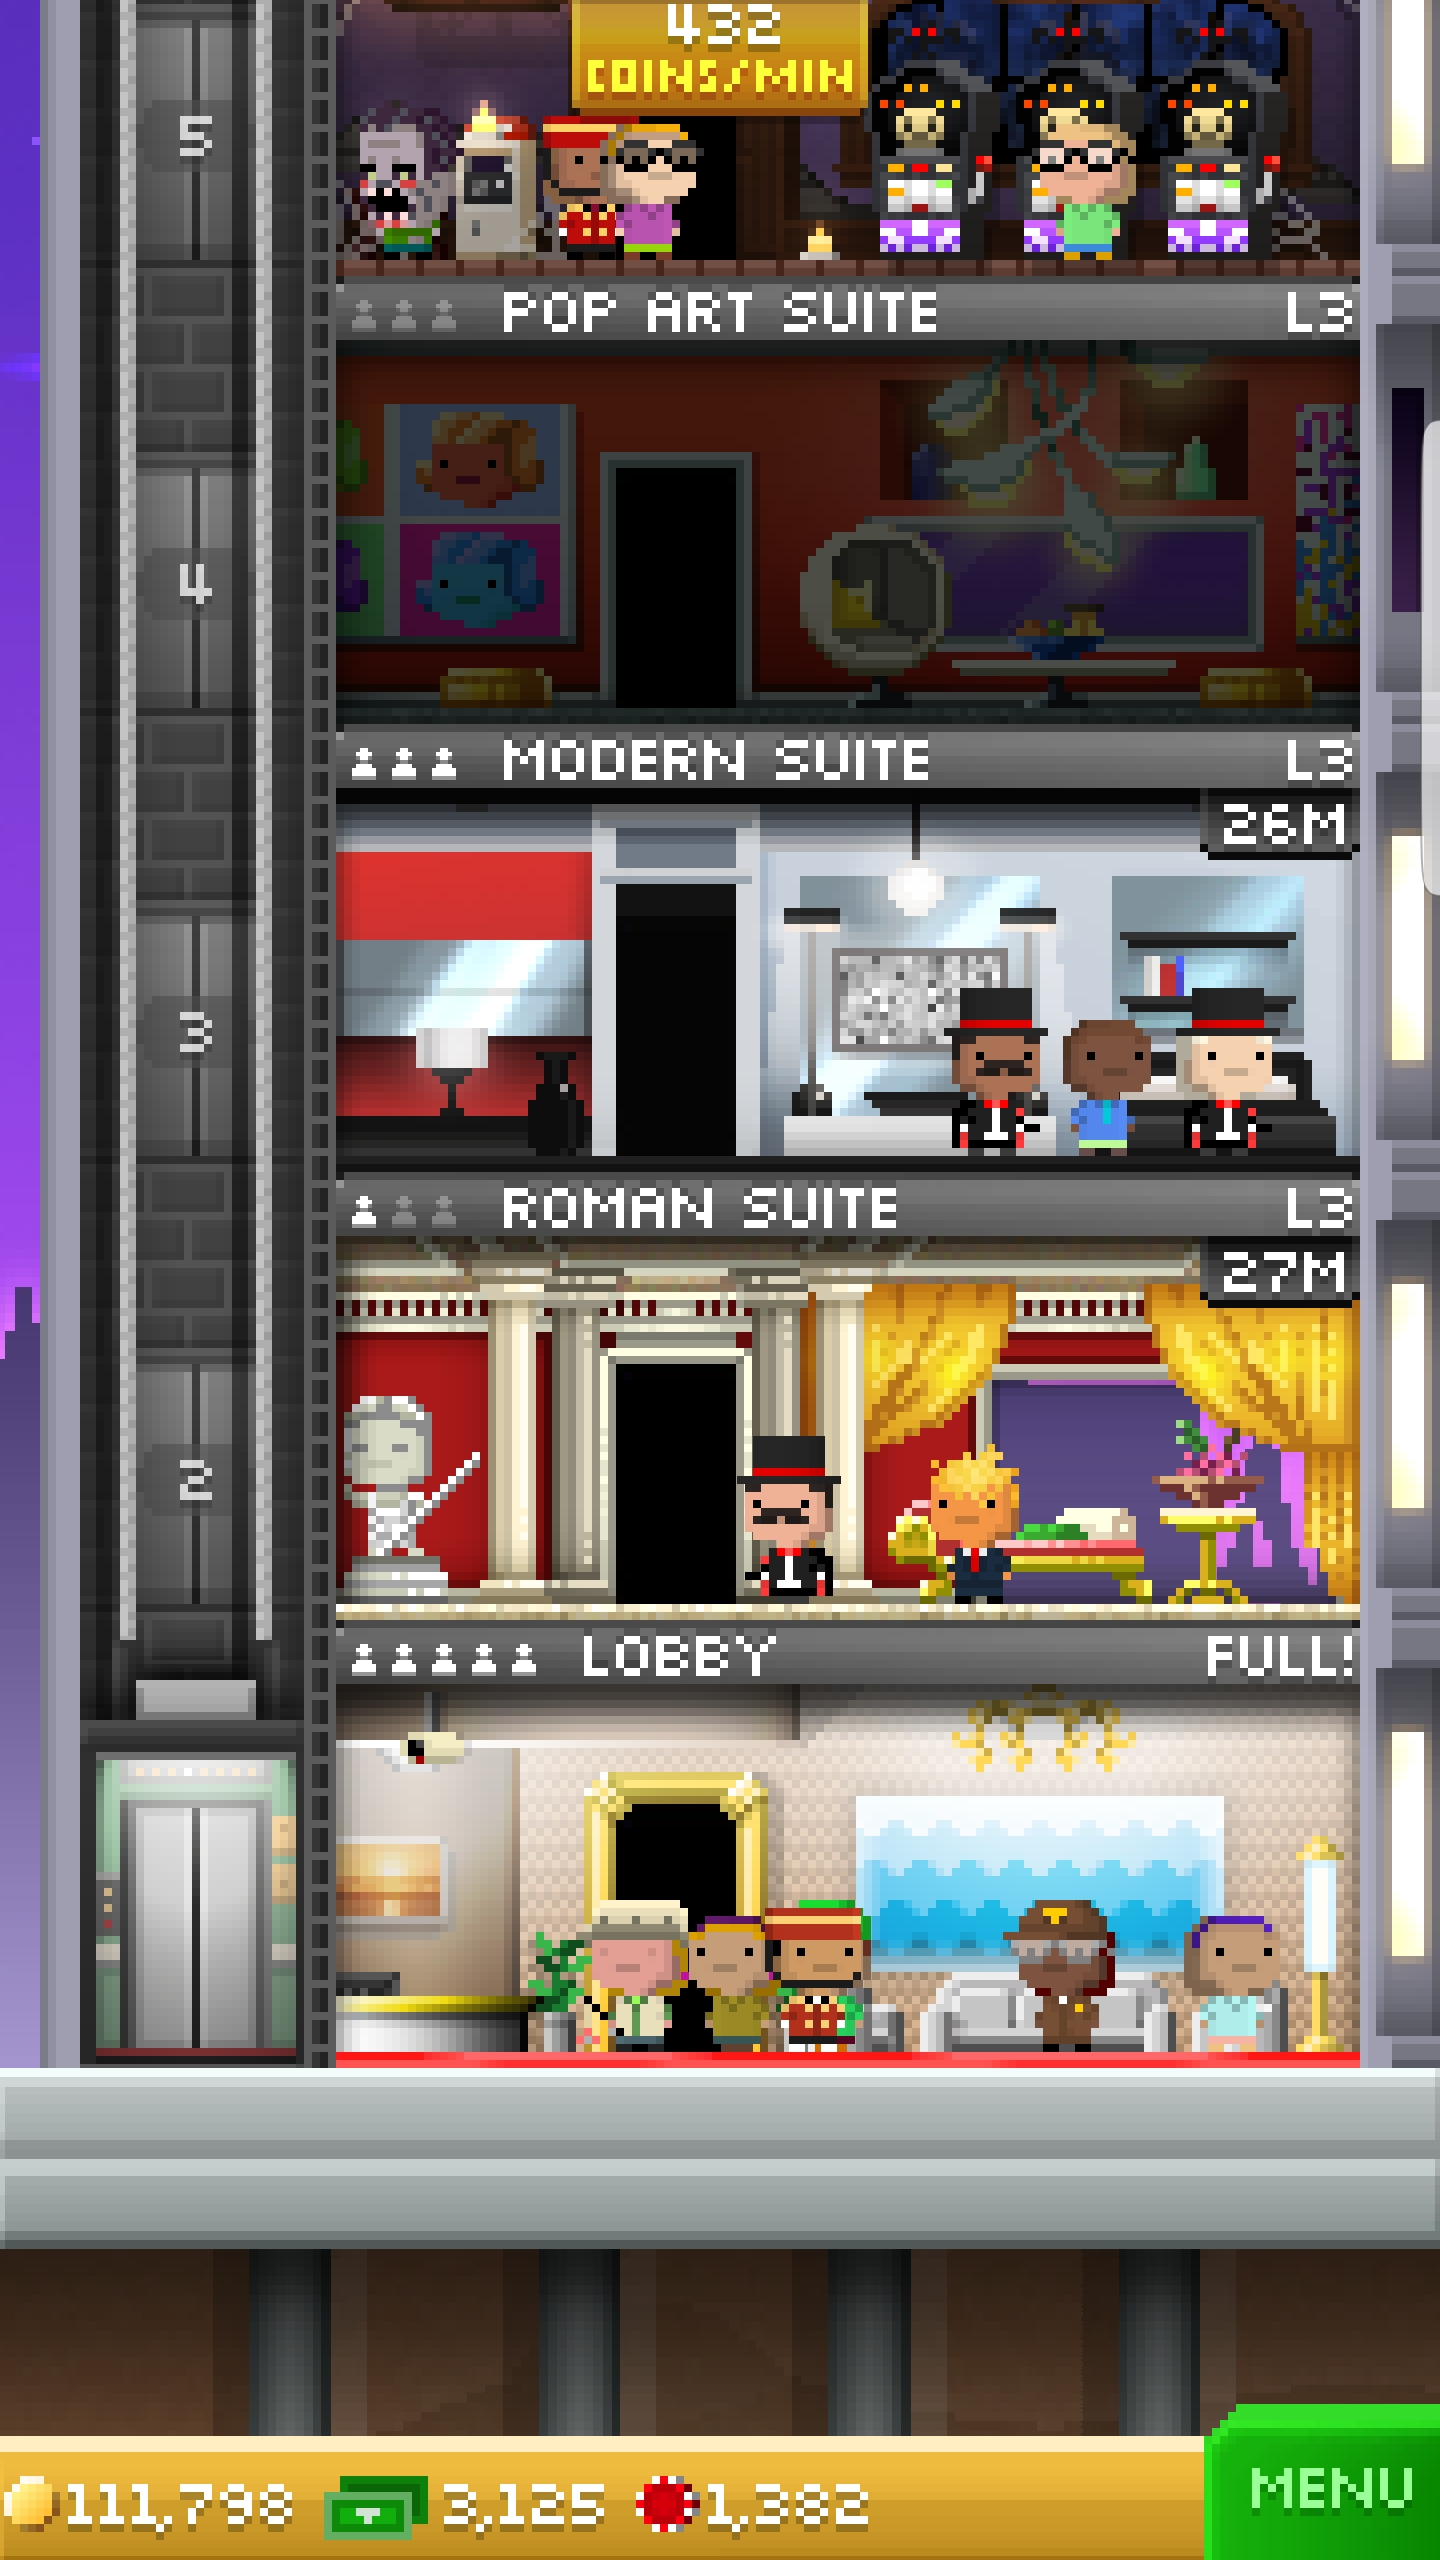 432
COINS/MIN
5
POP ART SUITE L3
4
MODERN SUITE L3
26M
3
ROMAN SUITE L3
27M
2
LOBBY FULL!
111,798 3,125 1,382 MENU